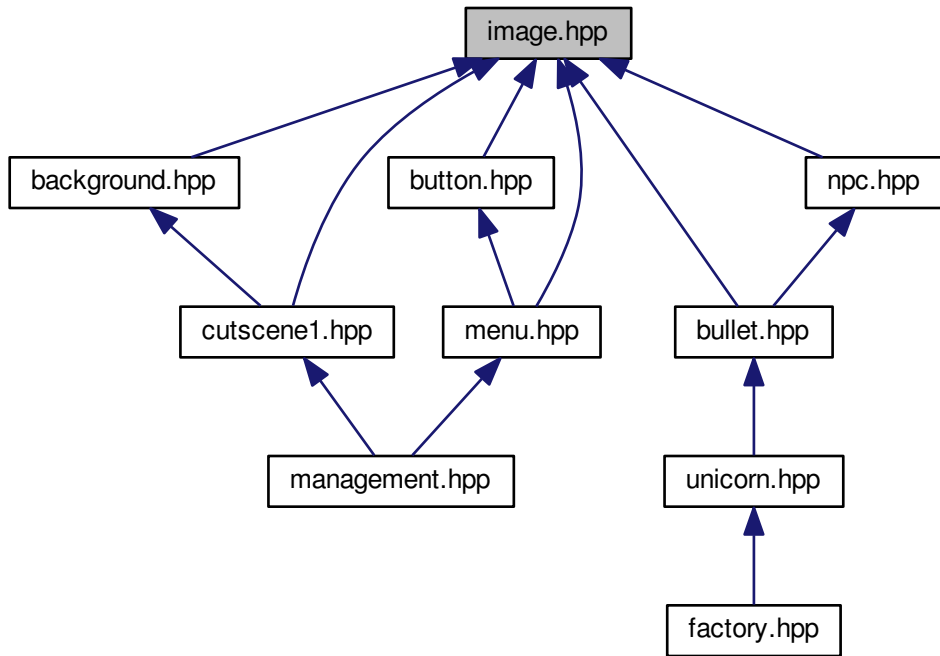 image.hpp
background.hpp
button.hpp
npc.hpp
cutscene1.hpp
menu.hpp
bullet.hpp
management.hpp
unicorn.hpp
factory.hpp